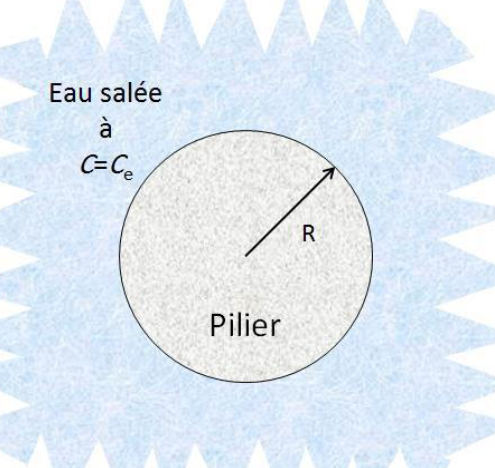 Eau salée
à
C=Cₑ
R
Pilier